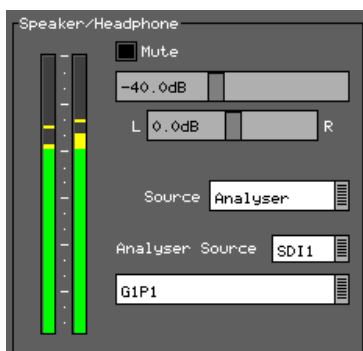 Speaker/Headphone
Mute
-40.0dB
L 0.0dB R
Source Analyser
Analyser Source SDI1
G1P1